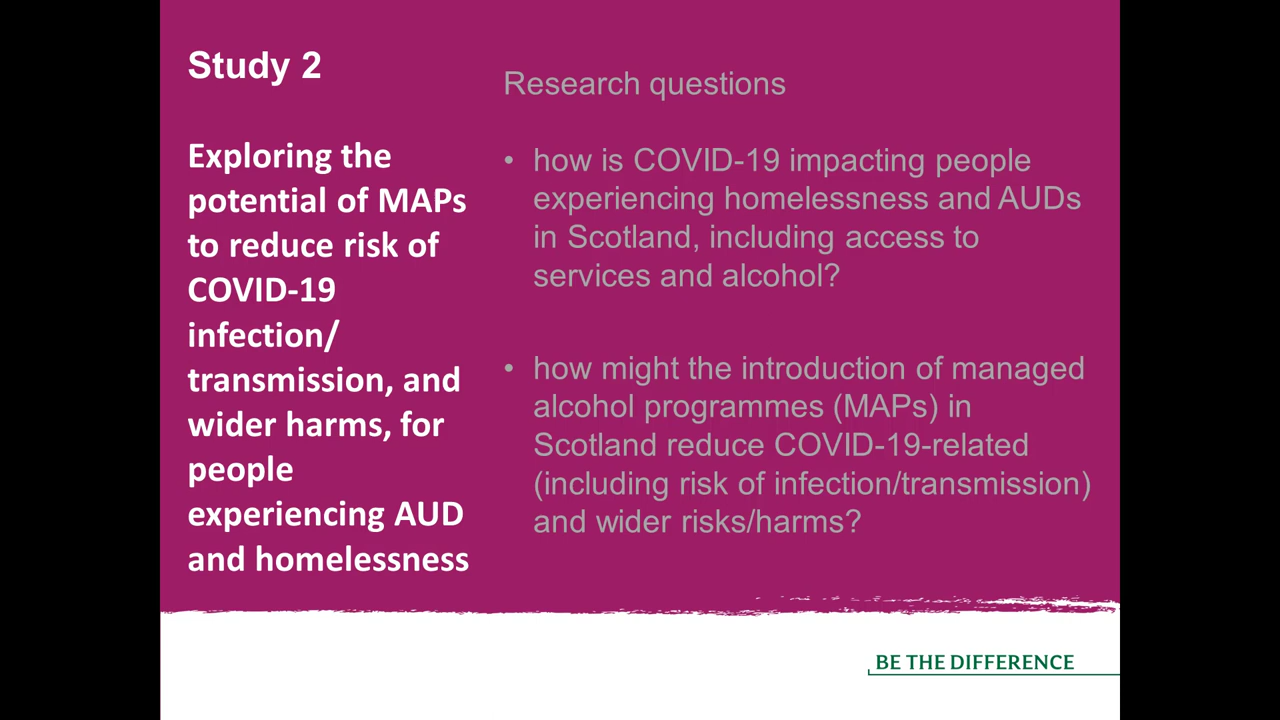 Study 2
Exploring the
potential of MAPs
to reduce risk of
COVID-19
infection/
transmission, and
wider harms, for
people
experiencing AUD
and homelessness
Research questions
• how is COVID-19 impacting people
experiencing homelessness and AUDs
in Scotland, including access to
services and alcohol?
• how might the introduction of managed
alcohol programmes (MAPs) in
Scotland reduce COVID-19-related
(including risk of infection/transmission)
and wider risks/harms?
BE THE DIFFERENCE